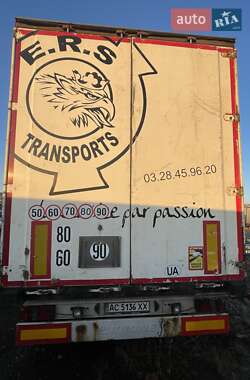 auto RIA
E.R.S
TRANSPORTS
03.28.45.96.20
50 60 70 80 90
e par passion
80
60
90
UA
AC 5136 XX